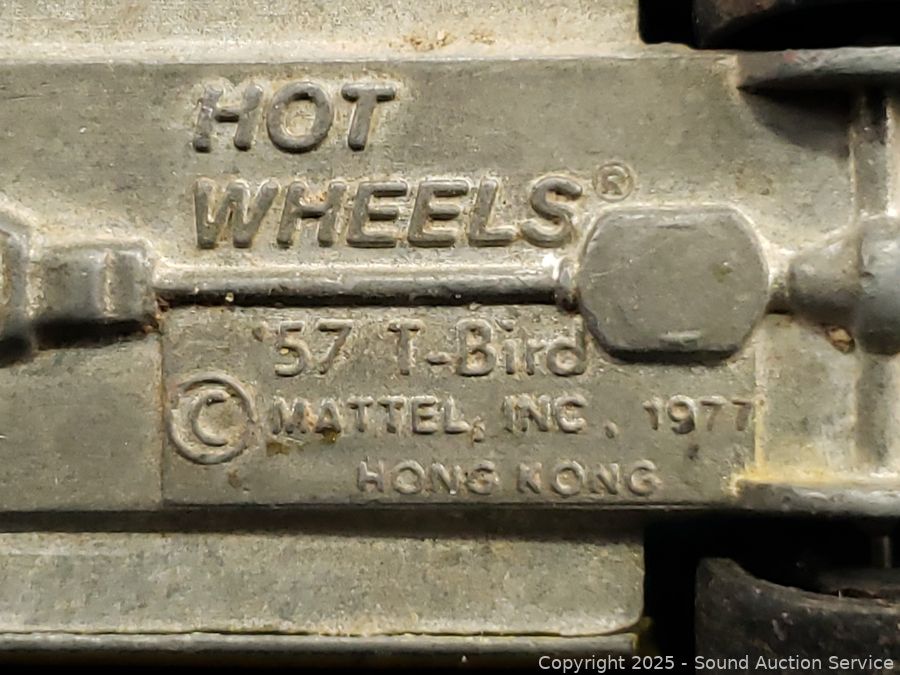 HOT
WHEELS®
'57 T-Bird
© MATTEL, INC., 1977
HONG KONG
Copyright © 2025 - Sound Auction Service